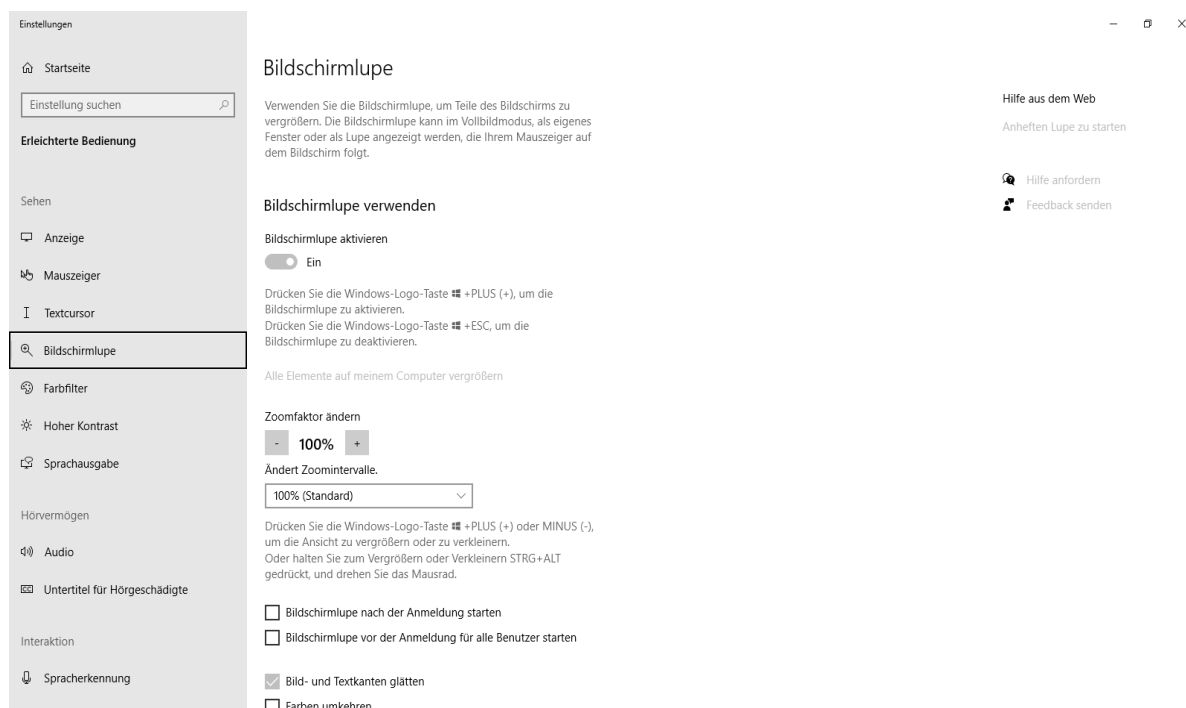 Einstellungen
Startseite
Einstellung suchen
Erleichterte Bedienung
Sehen
Anzeige
Mauszeiger
Textcursor
Bildschirmlupe
Farbfilter
Hoher Kontrast
Sprachausgabe
Hörvermögen
Audio
Untertitel für Hörgeschädigte
Interaktion
Spracherkennung
Bildschirmlupe
Verwenden Sie die Bildschirmlupe, um Teile des Bildschirms zu
vergrößern. Die Bildschirmlupe kann im Vollbildmodus, als eigenes
Fenster oder als Lupe angezeigt werden, die Ihrem Mauszeiger auf
dem Bildschirm folgt.
Bildschirmlupe verwenden
Bildschirmlupe aktivieren
Ein
Drücken Sie die Windows-Logo-Taste +PLUS (+), um die
Bildschirmlupe zu aktivieren.
Drücken Sie die Windows-Logo-Taste +ESC, um die
Bildschirmlupe zu deaktivieren.
Alle Elemente auf meinem Computer vergrößern
Zoomfaktor ändern
- 100% +
Ändert Zoomintervalle.
100% (Standard)
Drücken Sie die Windows-Logo-Taste +PLUS (+) oder MINUS (-),
um die Ansicht zu vergrößern oder zu verkleinern.
Oder halten Sie zum Vergrößern oder Verkleinern STRG+ALT
gedrückt, und drehen Sie das Mausrad.
Bildschirmlupe nach der Anmeldung starten
Bildschirmlupe vor der Anmeldung für alle Benutzer starten
Bild- und Textkanten glätten
Farben umkehren
Hilfe aus dem Web
Anheften Lupe zu starten
Hilfe anfordern
Feedback senden